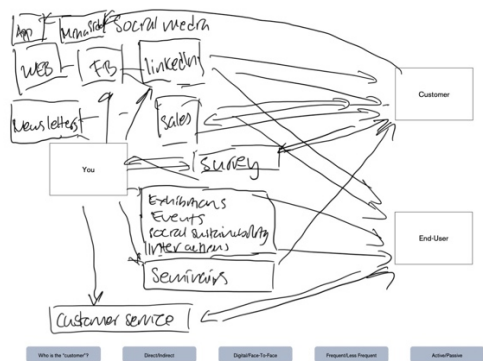 App
Social media
WEB
FB
linkedin
Customer
Newsletters
Sales
You
Survey
Exhibitions
Events
Social sustainability
Interactions
End-User
Seminars
Customer service
Who is the "customer"?
Direct/Indirect
Digital/Face-To-Face
Frequent/Less Frequent
Active/Passive